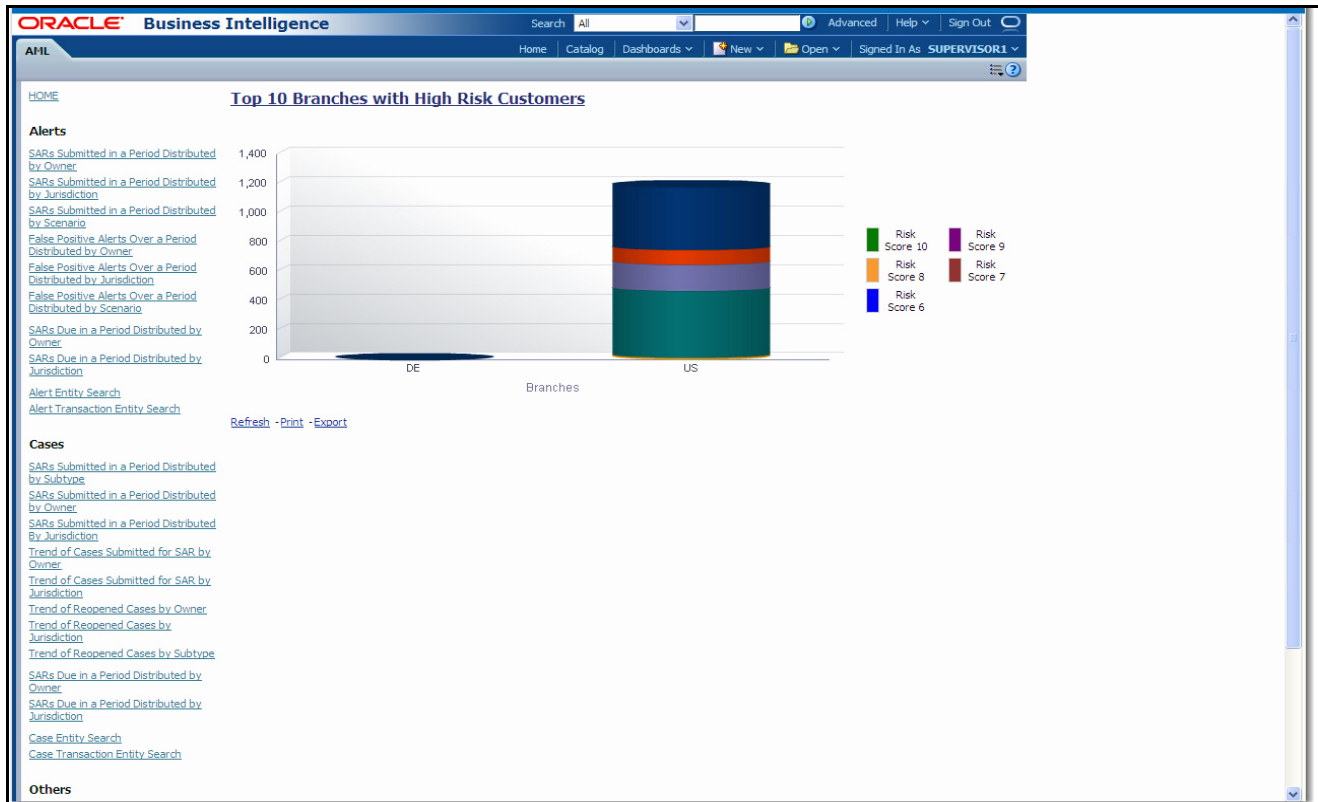 ORACLE Business Intelligence
Search All Advanced Help Sign Out
AML
Home Catalog Dashboards New Open Signed In As SUPERVISOR1
HOME
Alerts
SARs Submitted in a Period Distributed
by Owner
SARs Submitted in a Period Distributed
by Jurisdiction
SARs Submitted in a Period Distributed
by Scenario
False Positive Alerts Over a Period
Distributed by Owner
False Positive Alerts Over a Period
Distributed by Jurisdiction
False Positive Alerts Over a Period
Distributed by Scenario
SARs Due in a Period Distributed by
Owner
SARs Due in a Period Distributed by
Jurisdiction
Alert Entity Search
Alert Transaction Entity Search
Cases
SARs Submitted in a Period Distributed
by Subtype
SARs Submitted in a Period Distributed
by Owner
SARs Submitted in a Period Distributed
By Jurisdiction
Trend of Cases Submitted for SAR by
Owner
Trend of Cases Submitted for SAR by
Jurisdiction
Trend of Reopened Cases by Owner
Trend of Reopened Cases by
Jurisdiction
Trend of Reopened Cases by Subtype
SARs Due in a Period Distributed by
Owner
SARs Due in a Period Distributed by
Jurisdiction
Case Entity Search
Case Transaction Entity Search
Others
Top 10 Branches with High Risk Customers
1,400
1,200
1,000
800
600
400
200
0
DE US
Branches
Risk Score 10
Risk Score 9
Risk Score 8
Risk Score 7
Risk Score 6
Refresh - Print - Export